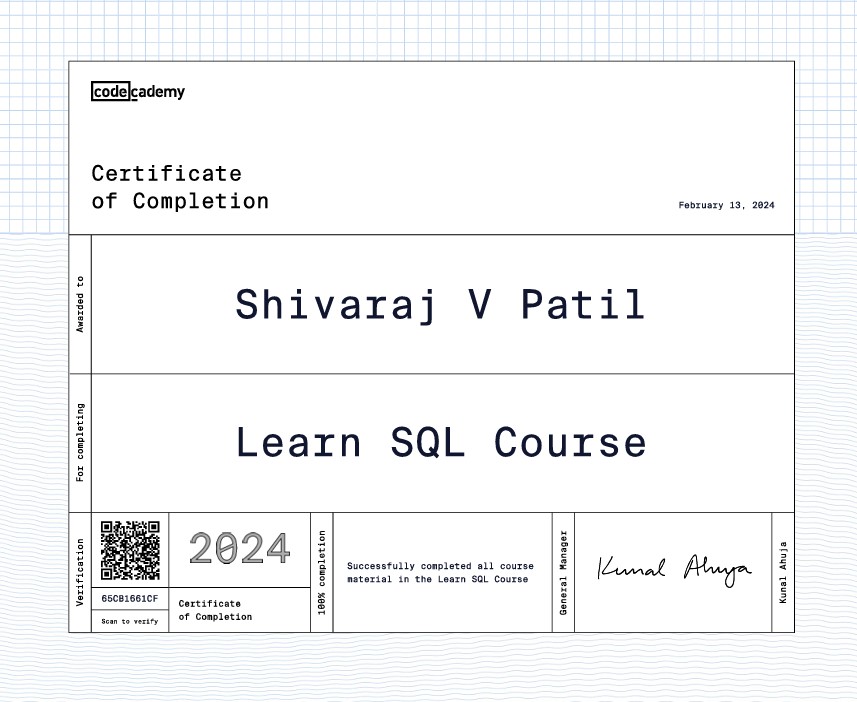 codecademy
Certificate
of Completion
February 13, 2024
Awarded to
Shivaraj V Patil
For completing
Learn SQL Course
Verification
65CB1661CF
Scan to verify
2024
Certificate
of Completion
100% completion
Successfully completed all course
material in the Learn SQL Course
General Manager
Kunal Ahuja
Kunal Ahuja